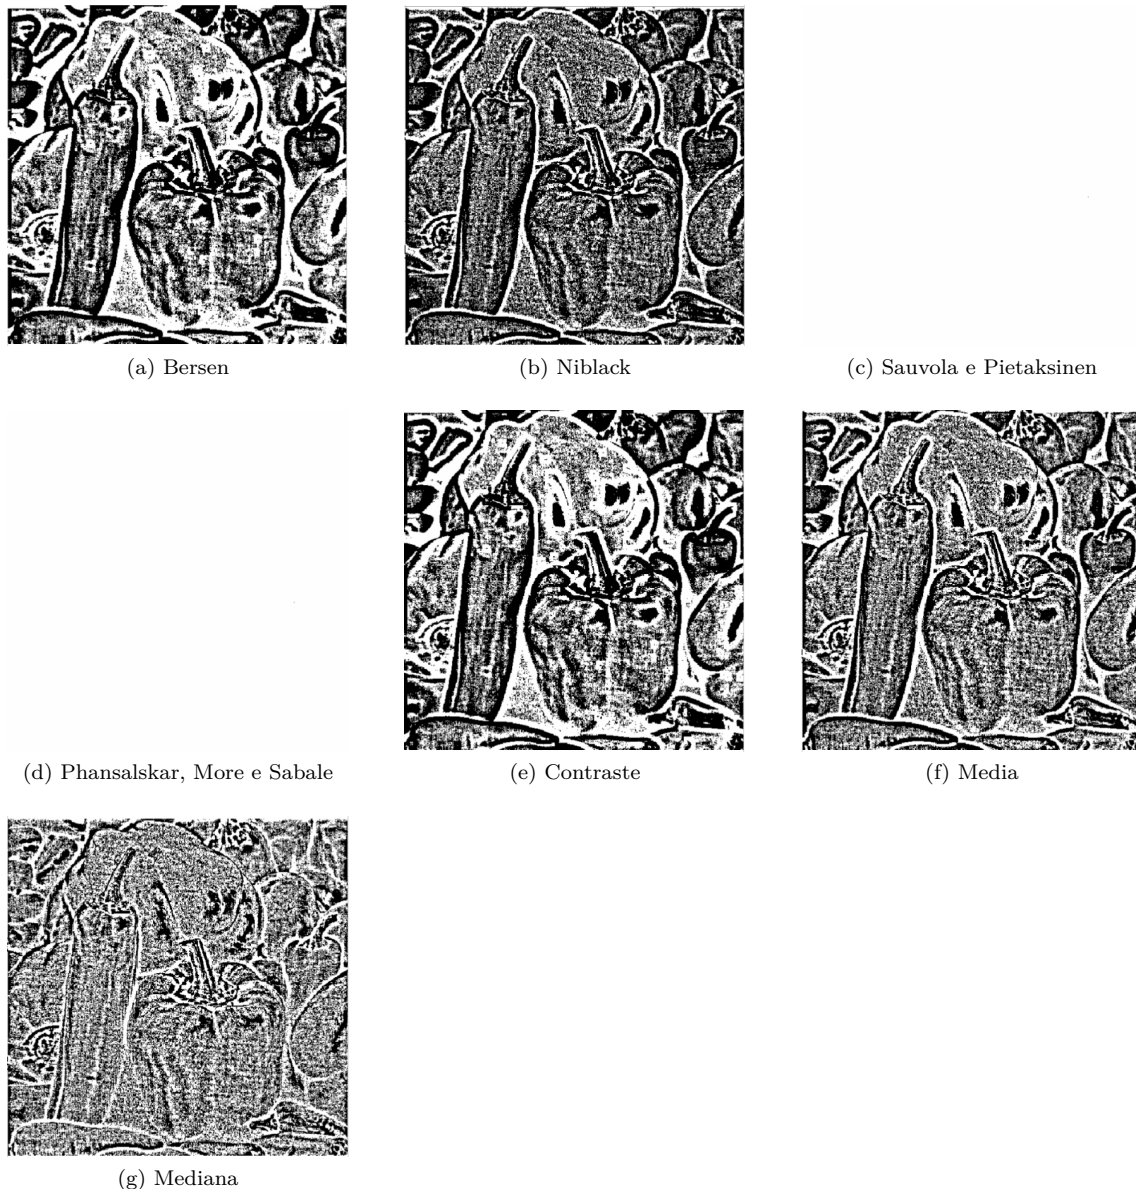 (a) Bersen
(b) Niblack
(c) Sauvola e Pietaksinen
(d) Phansalskar, More e Sabale
(e) Contraste
(f) Media
(g) Mediana